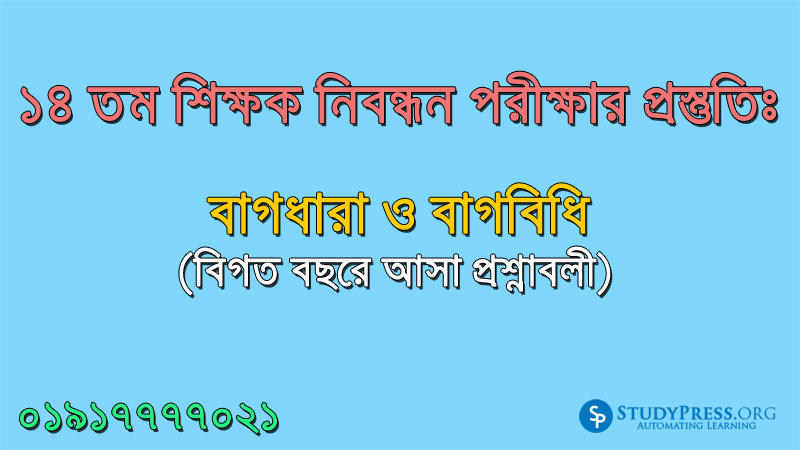 ১৪ তম শিক্ষক নিবন্ধন পরীক্ষার প্রস্তুতিঃ
বাগধারা ও বাগবিধি
(বিগত বছরে আসা প্রশ্নাবলী)
০১৯১৭৭৭৭০২১
SP STUDYPRESS.ORG
AUTOMATING LEARNING